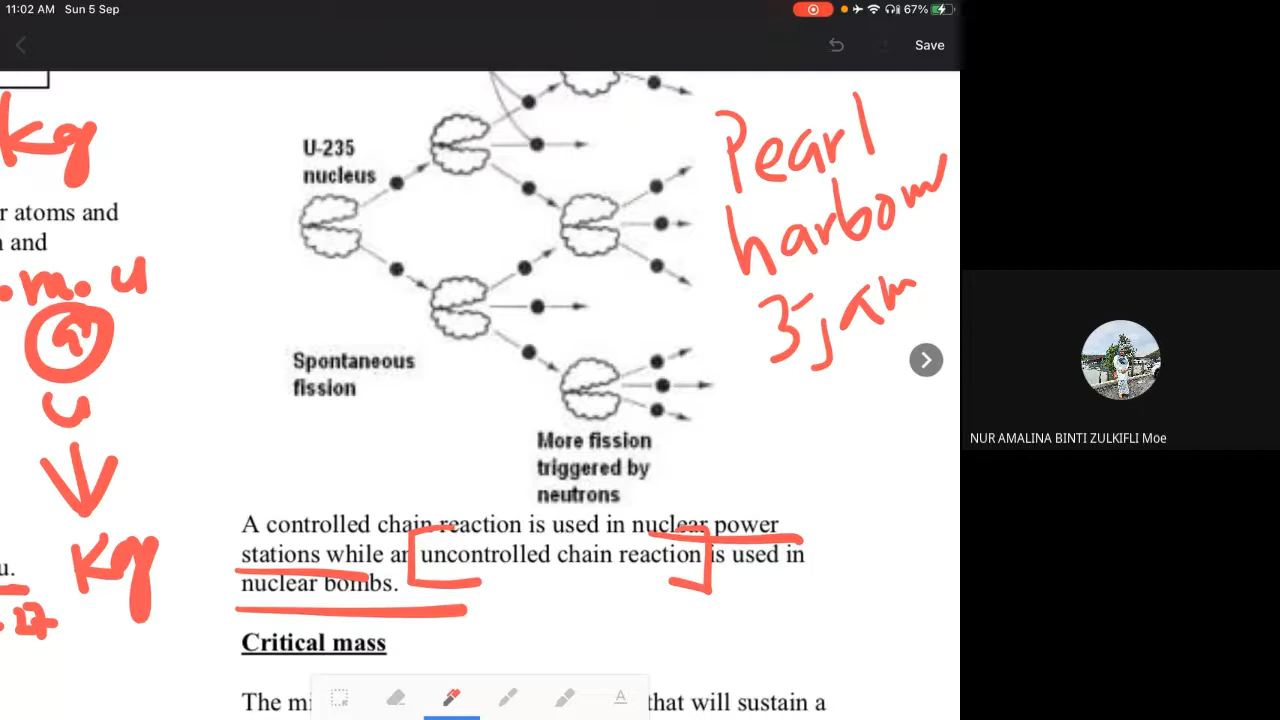 11:02 AM Sun 5 Sep
67%
Save
kg
U-235
nucleus
r atoms and
n and
.m. u
u
kg
u.
Pearl
harbour
3 jam
Spontaneous
fission
More fission
triggered by
neutrons
A controlled chain reaction is used in nuclear power
stations while an uncontrolled chain reaction is used in
nuclear bombs.
Critical mass
The mi
that will sustain a
A
NUR AMALINA BINTI ZULKIFLI Moe